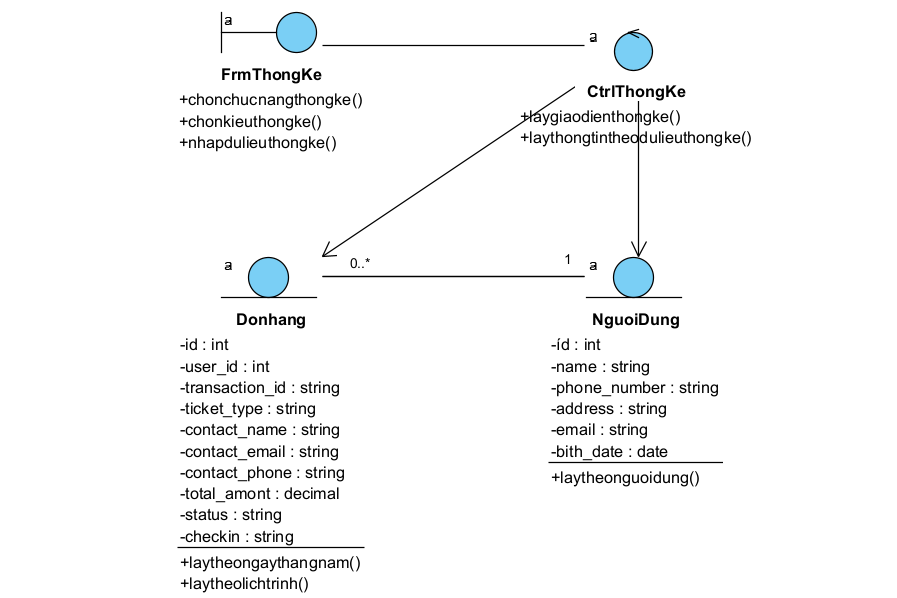 a
FrmThongKe
+chonchucnangthongke()
+chonkieuthongke()
+nhapdulieuthongke()
a
CtrlThongKe
+laygiaodienthongke()
+laythongtintheodulieuthongke()
a
0..*
1
a
Donhang
-id : int
-user_id : int
-transaction_id : string
-ticket_type : string
-contact_name : string
-contact_email : string
-contact_phone : string
-total_amont : decimal
-status : string
-checkin : string
+laytheongaythangnam()
+laytheolichtrinh()
NguoiDung
-íd : int
-name : string
-phone_number : string
-address : string
-email : string
-bith_date : date
+laytheonguoidung()